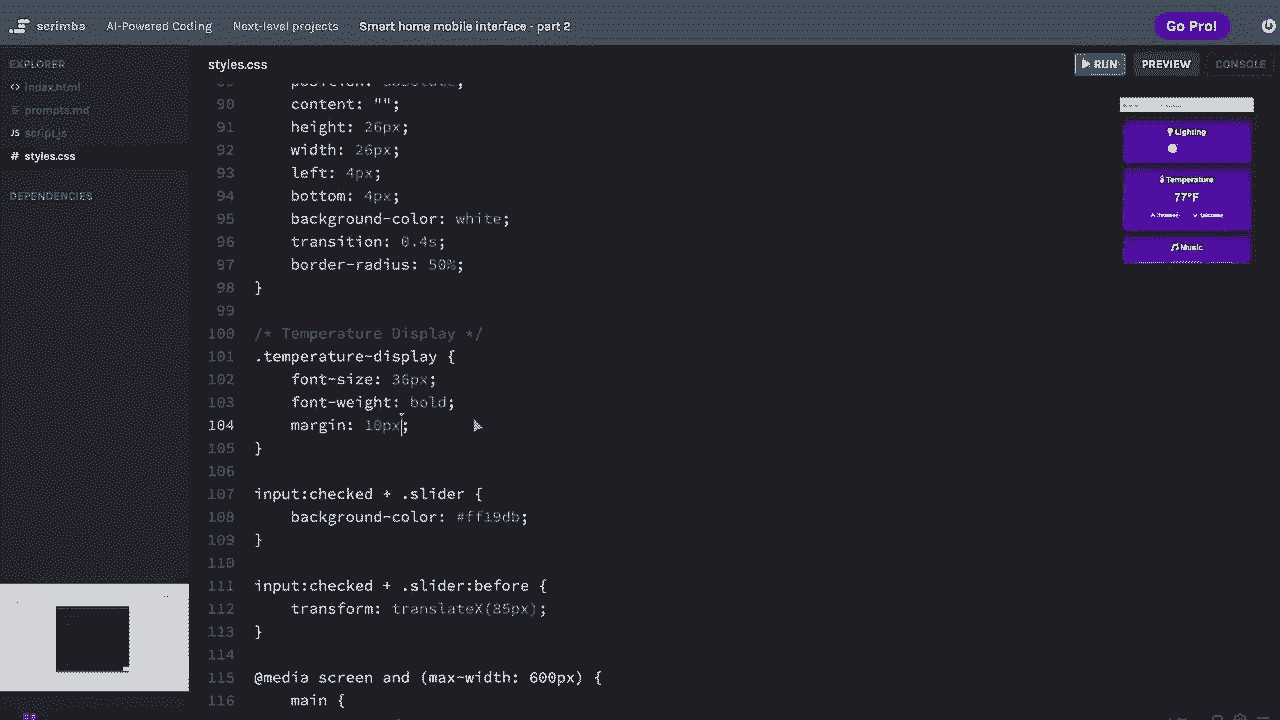 scrimba AI-Powered Coding Next-level projects Smart home mobile interface - part 2 Go Pro!
EXPLORER
index.html
prompts.md
JS script.js
# styles.css
DEPENDENCIES
styles.css
RUN PREVIEW CONSOLE
90 content: "";
91 height: 26px;
92 width: 26px;
93 left: 4px;
94 bottom: 4px;
95 background-color: white;
96 transition: 0.4s;
97 border-radius: 50%;
98 }
99
100 /* Temperature Display */
101 .temperature-display {
102 font-size: 36px;
103 font-weight: bold;
104 margin: 10px;
105 }
106
107 input:checked + .slider {
108 background-color: #ff19db;
109 }
110
111 input:checked + .slider:before {
112 transform: translateX(85px);
113 }
114
115 @media screen and (max-width: 600px) {
116 main {
Lighting
Temperature
77°F
Music